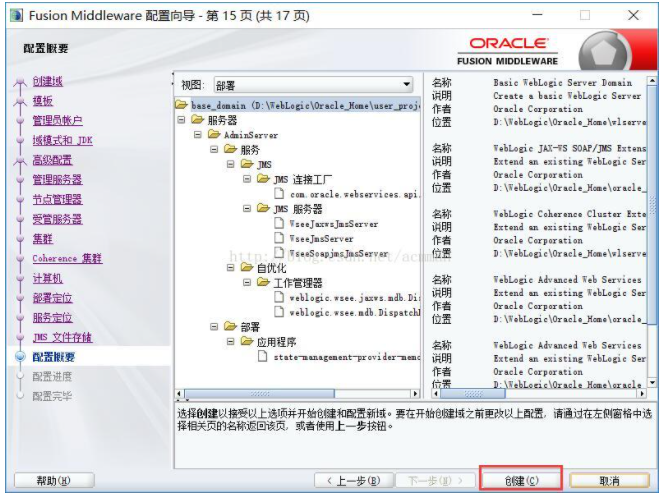 Fusion Middleware 配置向导 - 第 15 页 (共 17 页)
配置概要
ORACLE
FUSION MIDDLEWARE
创建域
模板
管理员帐户
域模式和 JDK
高级配置
管理服务器
节点管理器
受管服务器
集群
Coherence 集群
计算机
部署定位
服务定位
JMS 文件存储
配置概要
配置进度
配置完毕
视图: 部署
base_domain (D:\WebLogic\Oracle_Home\user_proj
服务器
AdminServer
服务
JMS
JMS 连接工厂
com.oracle.webservices.api.
JMS 服务器
WseeJaxwsJmsServer
WseeJmsServer
WseeSoapjmsJmsServer
自优化
工作管理器
weblogic.wsee.jaxws.mdb.Di
weblogic.wsee.mdb.Dispatch
部署
应用程序
state-management-provider-memo
名称 Basic WebLogic Server Domain
说明 Create a basic WebLogic Server
作者 Oracle Corporation
位置 D:\WebLogic\Oracle_Home\wlserve
名称 WebLogic JAX-WS SOAP/JMS Extens
说明 Extend an existing WebLogic Ser
作者 Oracle Corporation
位置 D:\WebLogic\Oracle_Home\oracle_
名称 WebLogic Coherence Cluster Exte
说明 Extend an existing WebLogic Ser
作者 Oracle Corporation
位置 D:\WebLogic\Oracle_Home\wlserve
名称 WebLogic Advanced Web Services
说明 Extend an existing WebLogic Ser
作者 Oracle Corporation
位置 D:\WebLogic\Oracle_Home\oracle_
名称 WebLogic Advanced Web Services
说明 Extend an existing WebLogic Ser
作者 Oracle Corporation
位置 D:\WebLogic\Oracle_Home\oracle_
选择创建以接受以上选项并开始创建和配置新域。要在开始创建域之前更改以上配置, 请通过在左侧窗格中选
择相关页的名称返回该页, 或者使用上一步按钮。
帮助(H)
< 上一步(B)
下一步(N) >
创建(C)
取消